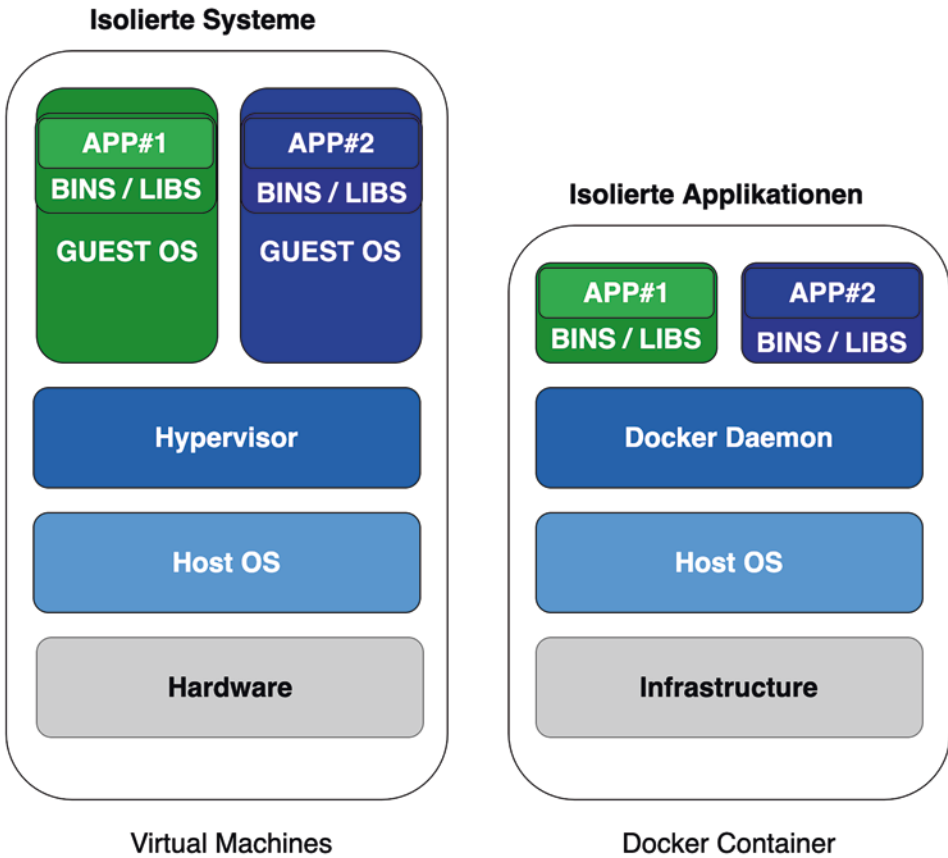 Isolierte Systeme
APP#1
BINS / LIBS
GUEST OS
APP#2
BINS / LIBS
GUEST OS
Hypervisor
Host OS
Hardware
Virtual Machines
Isolierte Applikationen
APP#1
BINS / LIBS
APP#2
BINS / LIBS
Docker Daemon
Host OS
Infrastructure
Docker Container